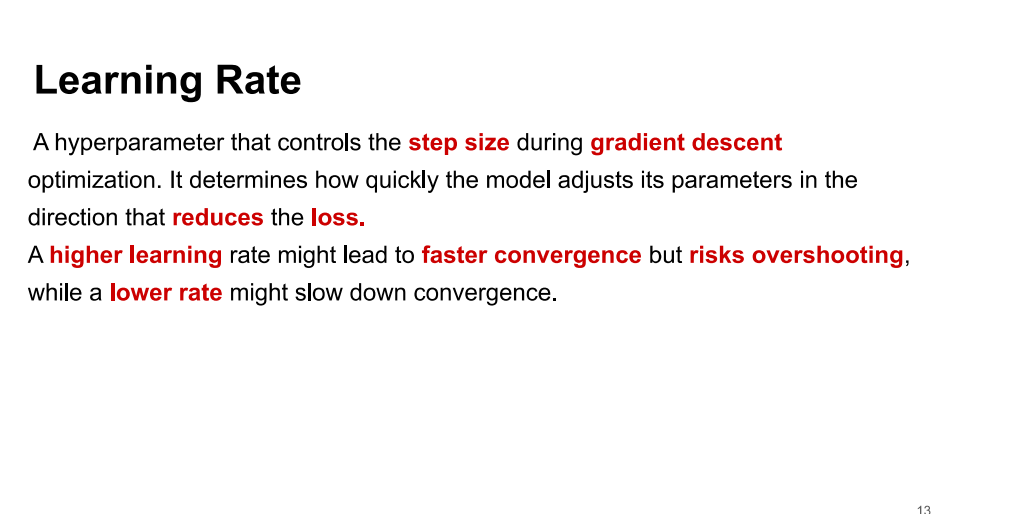 Learning Rate
A hyperparameter that controls the step size during gradient descent
optimization. It determines how quickly the model adjusts its parameters in the
direction that reduces the loss.
A higher learning rate might lead to faster convergence but risks overshooting,
while a lower rate might slow down convergence.
13